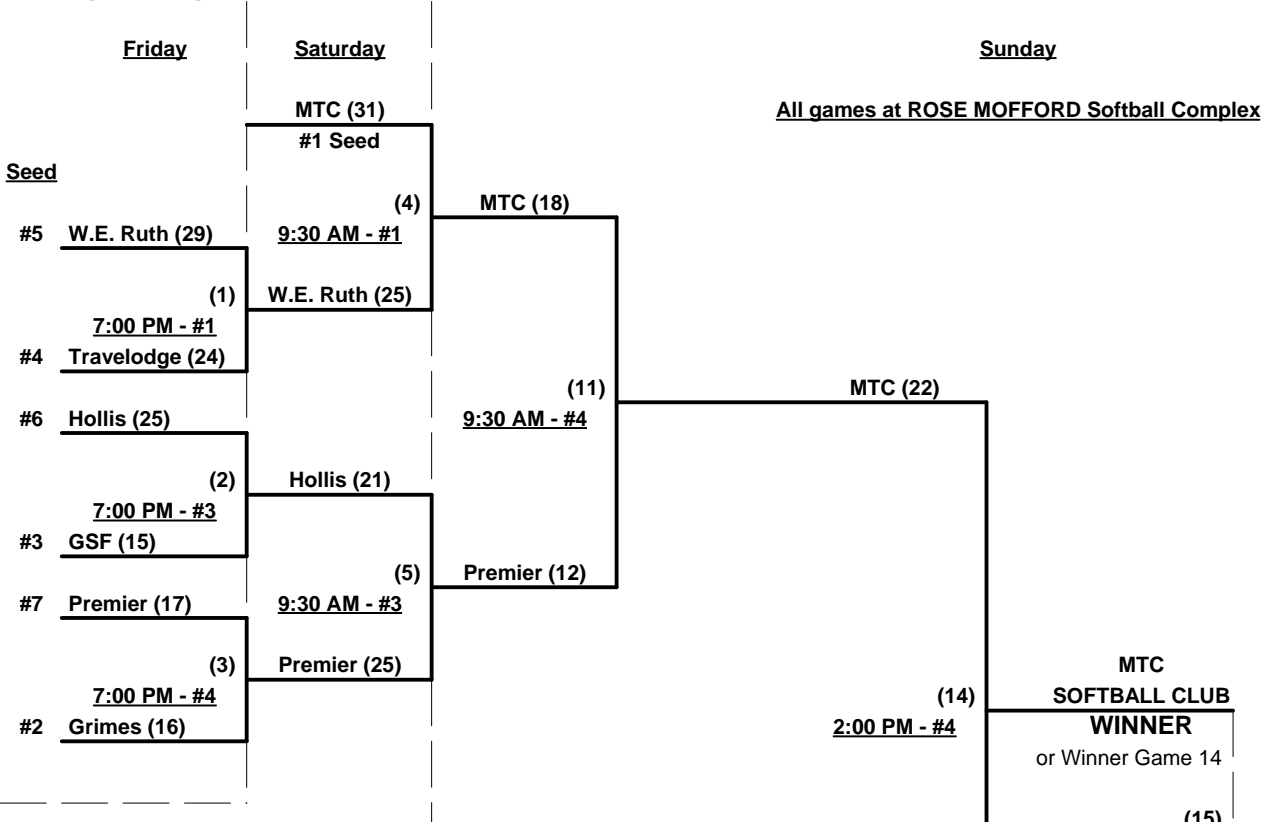 Friday
Saturday
Sunday
MTC (31)
All games at ROSE MOFFORD Softball Complex
#1 Seed
Seed
(4)
MTC (18)
#5 W.E. Ruth (29)
9:30 AM - #1
(1)
W.E. Ruth (25)
7:00 PM - #1
#4 Travelodge (24)
(11)
MTC (22)
#6 Hollis (25)
9:30 AM - #4
(2)
Hollis (21)
7:00 PM - #3
#3 GSF (15)
(5)
Premier (12)
#7 Premier (17)
9:30 AM - #3
(3)
Premier (25)
MTC
7:00 PM - #4
(14)
SOFTBALL CLUB
#2 Grimes (16)
2:00 PM - #4
WINNER
or Winner Game 14
(15)